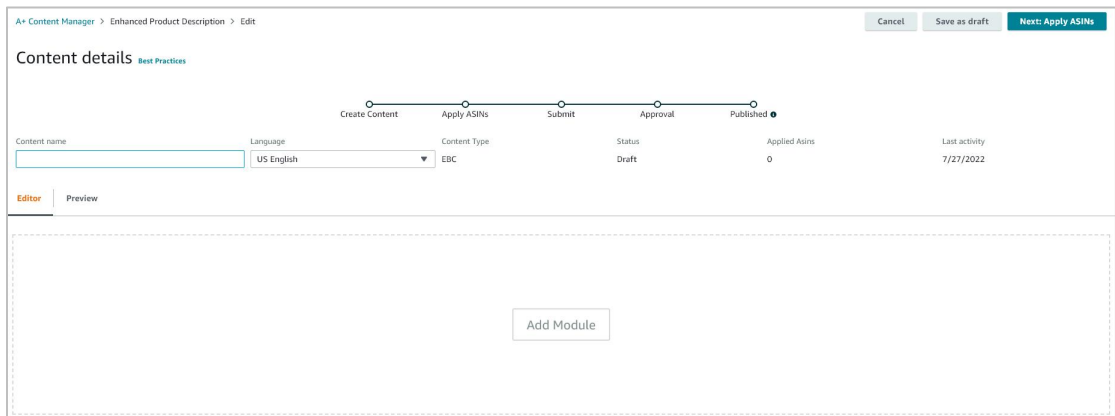 A+ Content Manager > Enhanced Product Description > Edit
Cancel
Save as draft
Next: Apply ASINs
Content details Best Practices
Create Content
Apply ASINs
Submit
Approval
Published
Content name
Language
Content Type
Status
Applied Asins
Last activity
US English
EBC
Draft
0
7/27/2022
Editor
Preview
Add Module